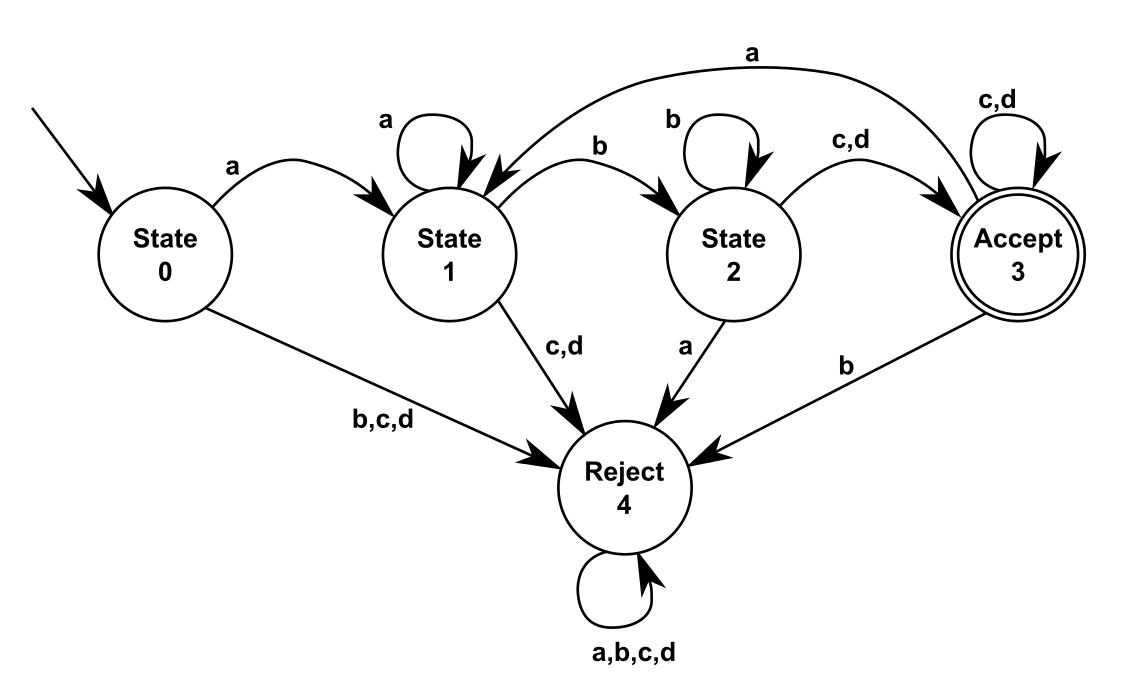 a
a
c,d
a
b
b
c,d
a
State
0
State
1
State
2
Accept
3
c,d
a
b
b,c,d
Reject
4
a,b,c,d